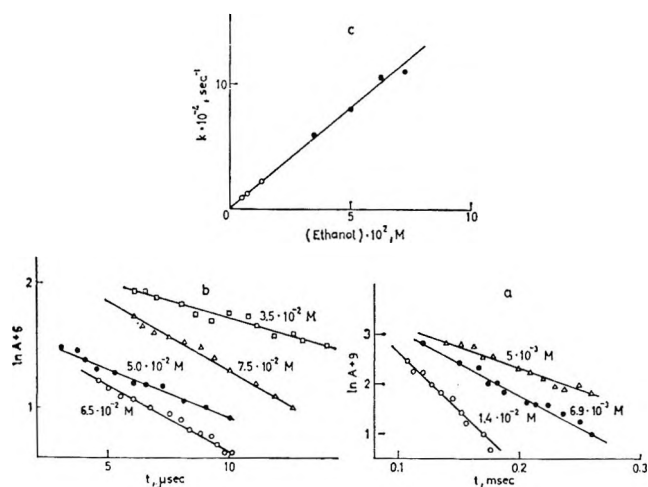 c
k·10⁻⁴, sec⁻¹
10
0
5
10
(Ethanol)·10², M
b
ln A+6
2
1
3,5·10⁻² M
7.5·10⁻² M
5.0·10⁻² M
6.5·10⁻² M
5
10
t, μsec
a
ln A+9
3
2
1
5·10⁻³ M
6.9·10⁻³ M
1.4·10⁻² M
0.1
0.2
0.3
t, msec